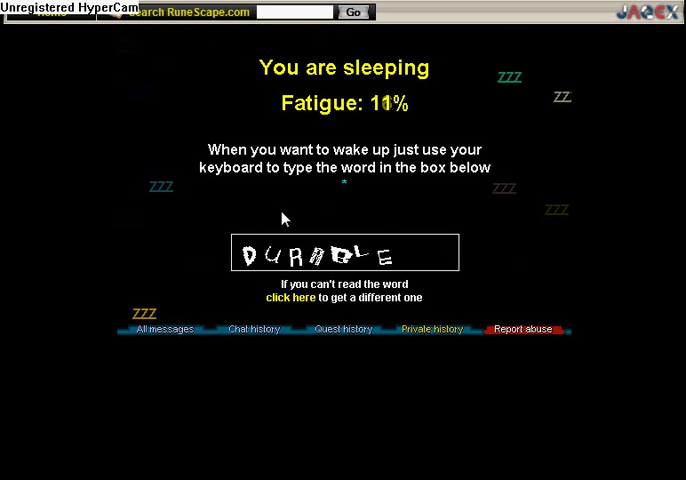 Unregistered HyperCam
Search RuneScape.com
Go
JAGEX
You are sleeping
Fatigue: 11%
ZZZ
ZZ
When you want to wake up just use your
keyboard to type the word in the box below
*
ZZZ
ZZZ
ZZZ
DURABLE
If you can't read the word
click here to get a different one
ZZZ
All messages
Chat history
Quest history
Private history
Report abuse